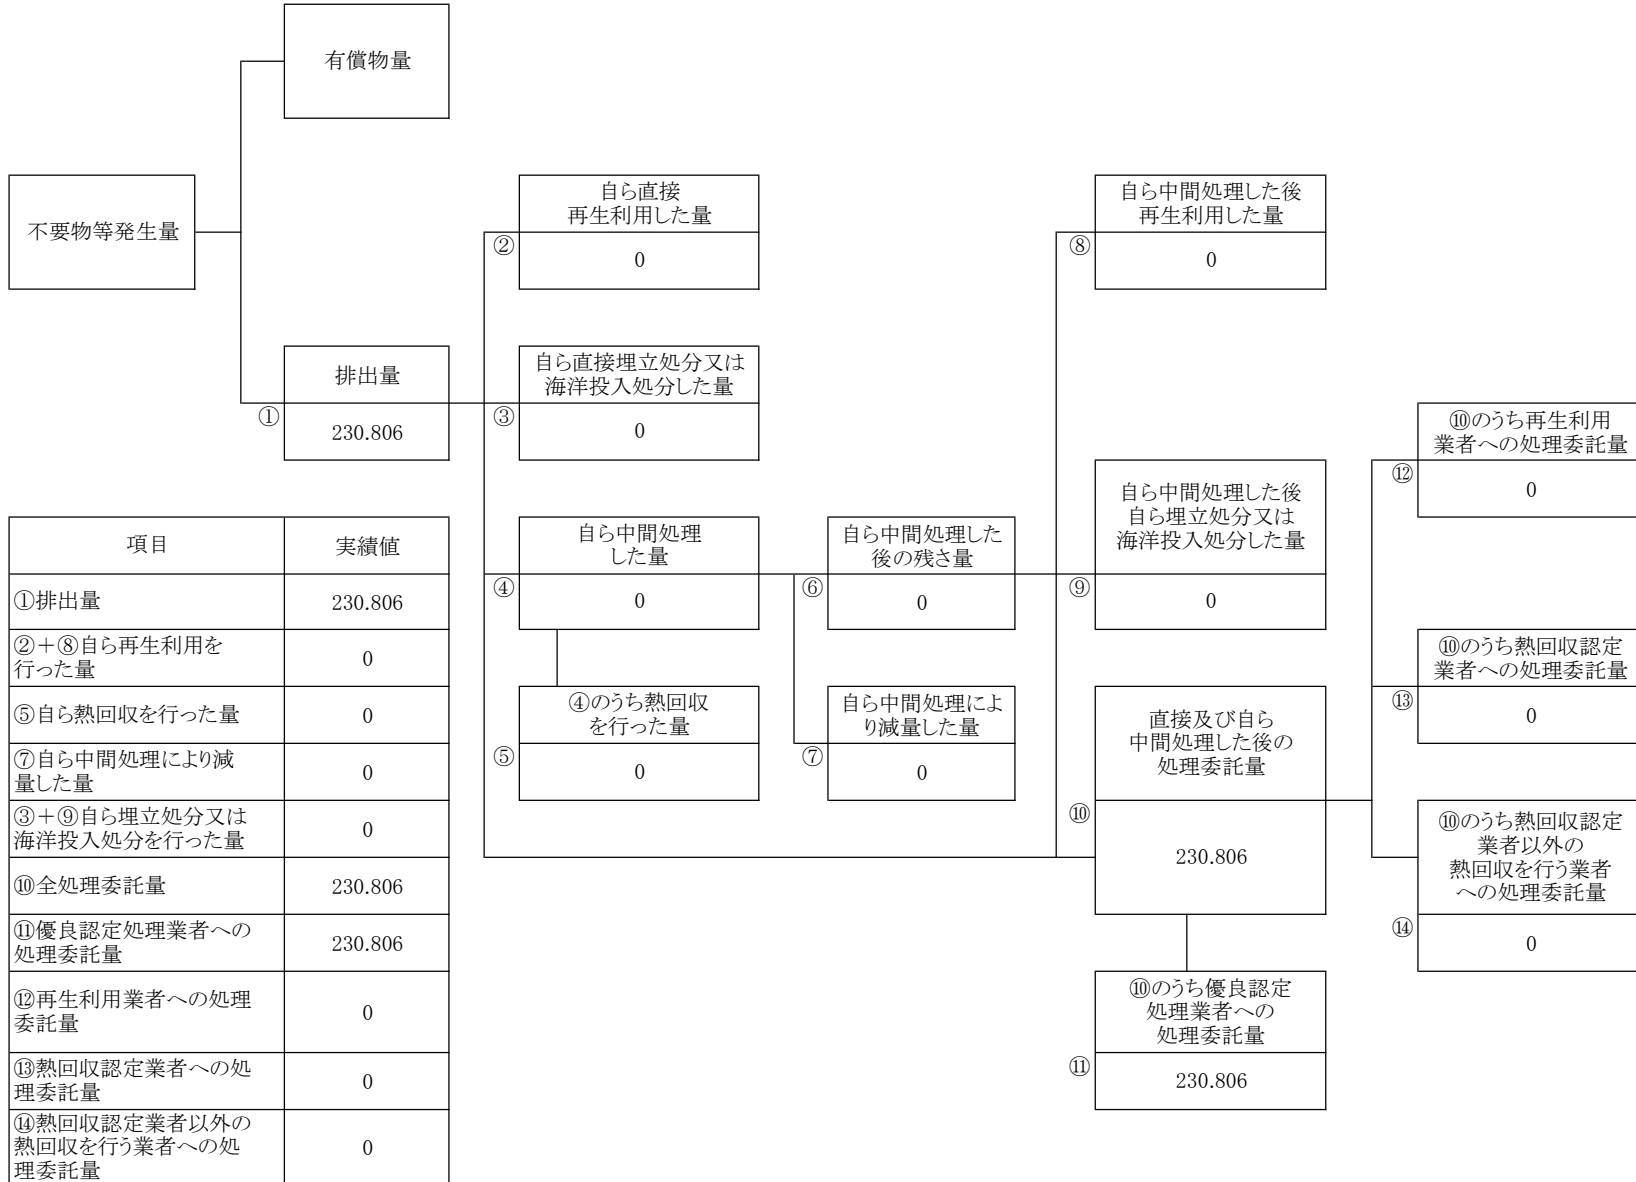 有償物量
不要物等発生量
自ら直接
再生利用した量
②
0
自ら中間処理した後
再生利用した量
⑧
0
排出量
①
230.806
自ら直接埋立処分又は
海洋投入処分した量
③
0
⑩のうち再生利用
業者への処理委託量
⑫
0
自ら中間処理
した量
④
0
自ら中間処理した
後の残さ量
⑥
0
自ら中間処理した後
自ら埋立処分又は
海洋投入処分した量
⑨
0
⑩のうち熱回収認定
業者への処理委託量
⑬
0
④のうち熱回収
を行った量
⑤
0
自ら中間処理によ
り減量した量
⑦
0
直接及び自ら
中間処理した後の
処理委託量
⑩
230.806
⑩のうち熱回収認定
業者以外の
熱回収を行う業者
への処理委託量
⑭
0
⑩のうち優良認定
処理業者への
処理委託量
⑪
230.806
項目 実績値
①排出量 230.806
②+⑧自ら再生利用を
行った量 0
⑤自ら熱回収を行った量 0
⑦自ら中間処理により減
量した量 0
③+⑨自ら埋立処分又は
海洋投入処分を行った量 0
⑩全処理委託量 230.806
⑪優良認定処理業者への
処理委託量 230.806
⑫再生利用業者への処理
委託量 0
⑬熱回収認定業者への処
理委託量 0
⑭熱回収認定業者以外の
熱回収を行う業者への処
理委託量 0